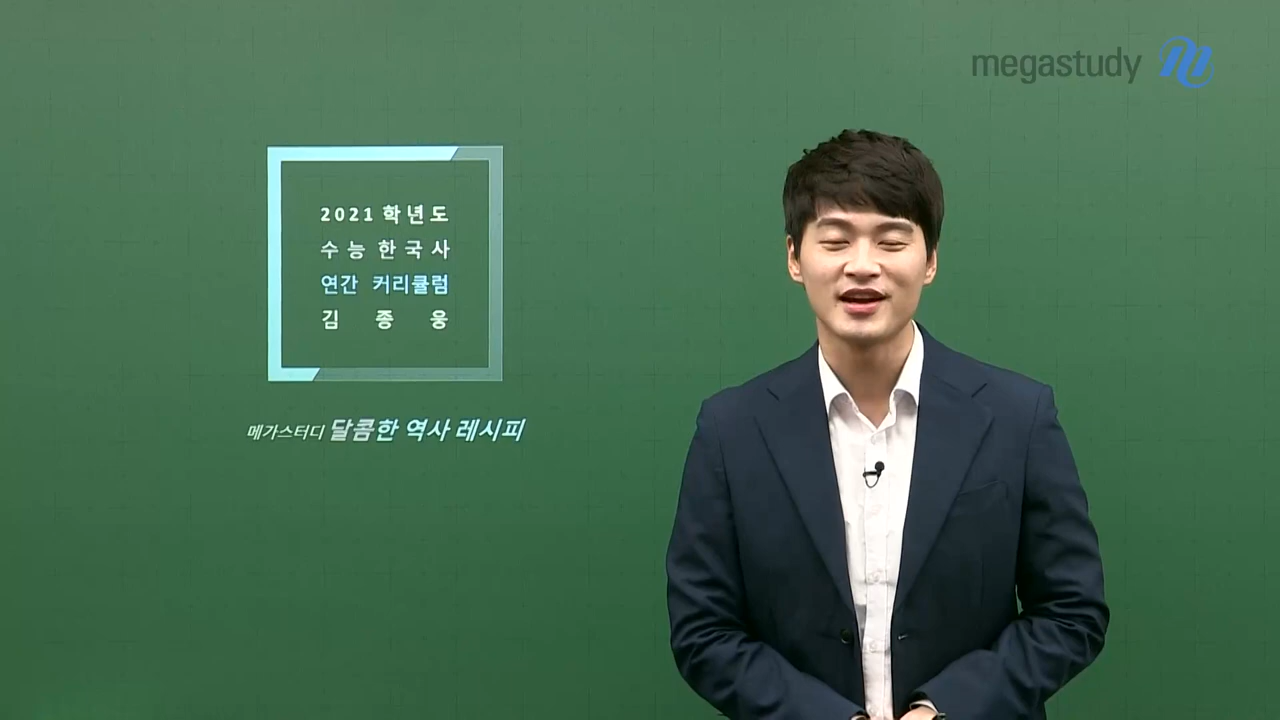 megastudy
2021 학년도
수능 한국사
연간 커리큘럼
김 종 웅
메가스터디 달콤한 역사 레시피